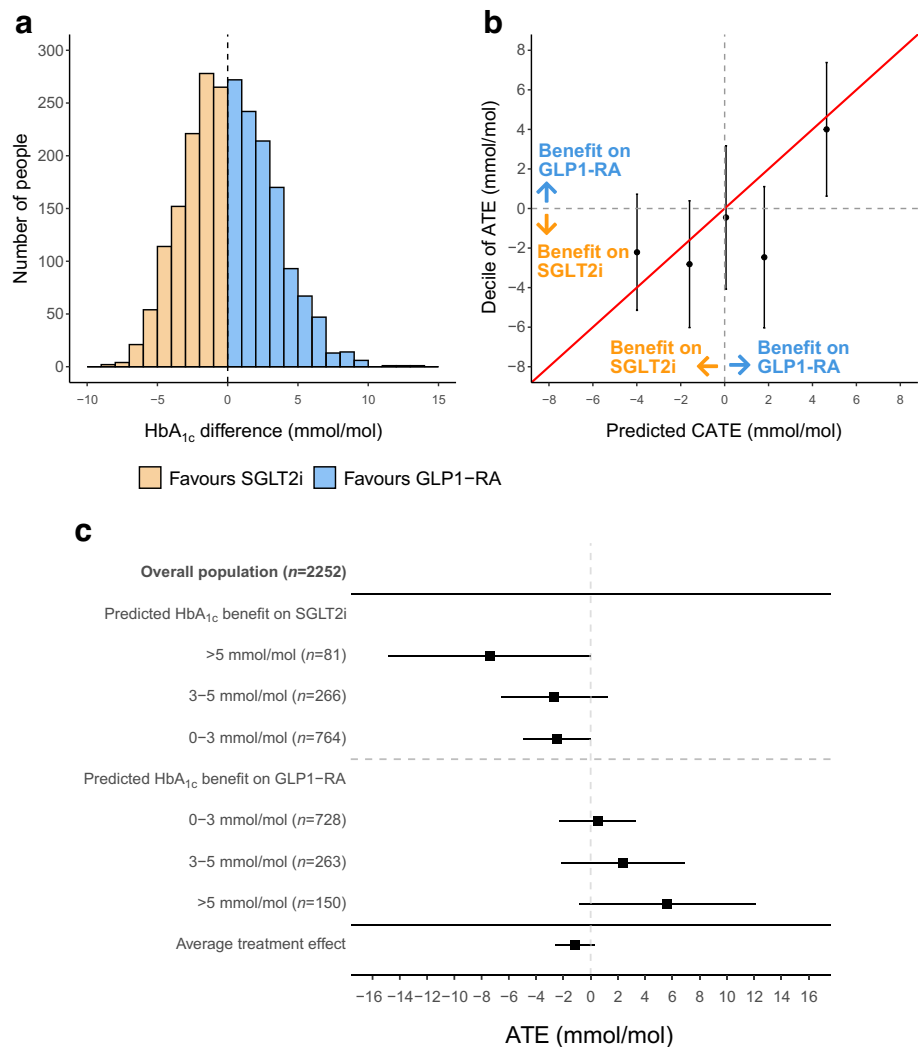 a
300
250
200
150
100
50
0
Number of people
−10 −5 0 5 10 15
HbA1c difference (mmol/mol)
Favours SGLT2i Favours GLP1−RA
b
8
6
4
2
0
−2
−4
−6
−8
Decile of ATE (mmol/mol)
Benefit on
GLP1-RA
Benefit on
SGLT2i
Benefit on
SGLT2i
Benefit on
GLP1-RA
−8 −6 −4 −2 0 2 4 6 8
Predicted CATE (mmol/mol)
c
Overall population (n=2252)
Predicted HbA1c benefit on SGLT2i
>5 mmol/mol (n=81)
3−5 mmol/mol (n=266)
0−3 mmol/mol (n=764)
Predicted HbA1c benefit on GLP1−RA
0−3 mmol/mol (n=728)
3−5 mmol/mol (n=263)
>5 mmol/mol (n=150)
Average treatment effect
−16 −14 −12 −10 −8 −6 −4 −2 0 2 4 6 8 10 12 14 16
ATE (mmol/mol)